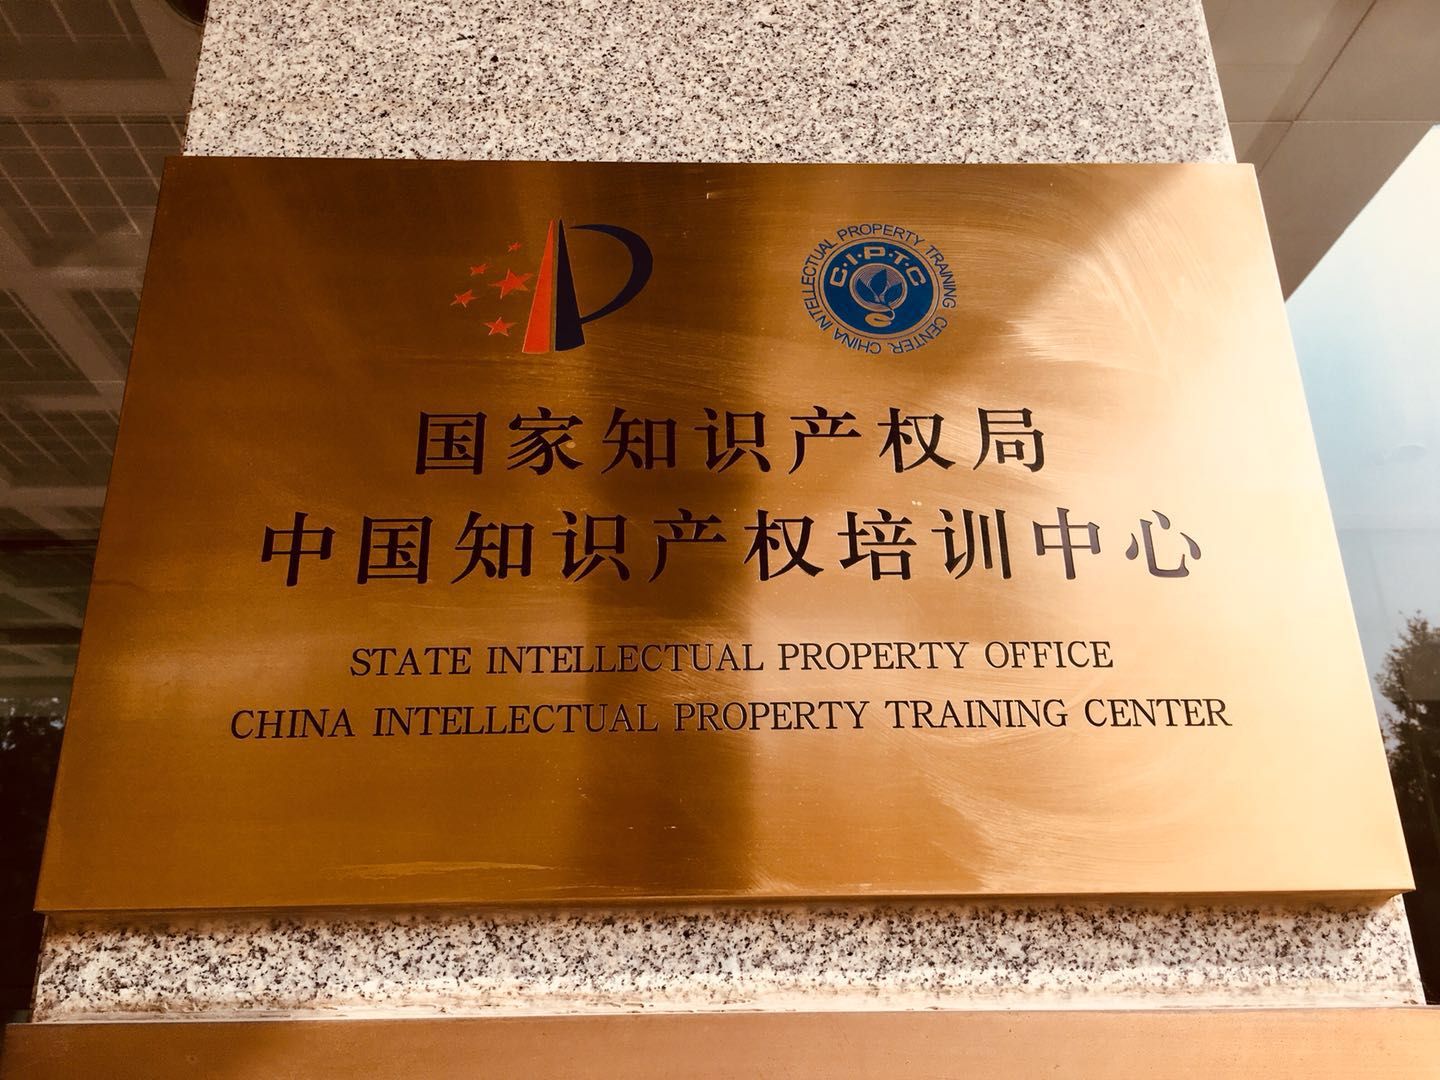 CHINA INTELLECTUAL PROPERTY TRAINING CENTER
C·I·P·T·C
国家知识产权局
中国知识产权培训中心
STATE INTELLECTUAL PROPERTY OFFICE
CHINA INTELLECTUAL PROPERTY TRAINING CENTER